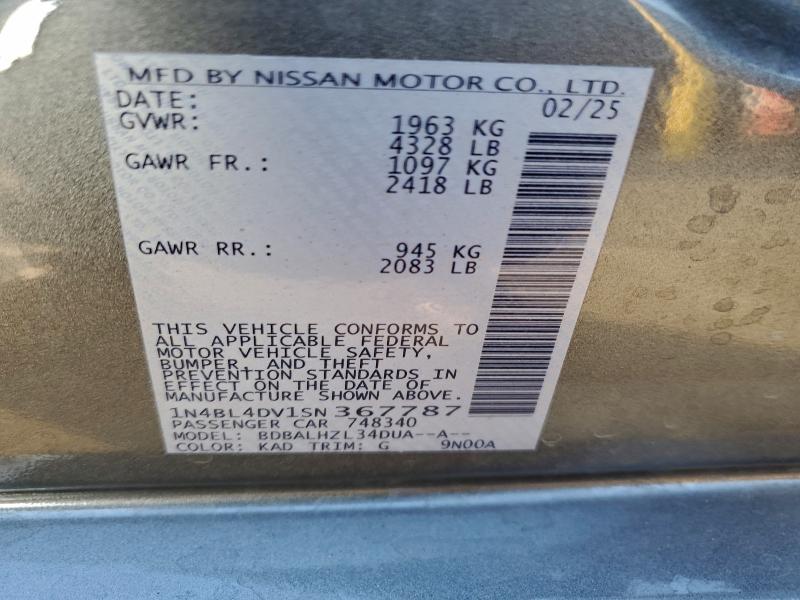 MFD BY NISSAN MOTOR CO., LTD.
DATE: 02/25
GVWR: 1963 KG
4328 LB
GAWR FR.: 1097 KG
2418 LB
GAWR RR.: 945 KG
2083 LB
THIS VEHICLE CONFORMS TO
ALL APPLICABLE FEDERAL
MOTOR VEHICLE SAFETY,
BUMPER, AND THEFT
PREVENTION STANDARDS IN
EFFECT ON THE DATE OF
MANUFACTURE SHOWN ABOVE.
1N4BL4DV1SN367787
PASSENGER CAR 748340
MODEL: BDBALHZL34DUA--A--
COLOR: KAD TRIM: G 9N00A